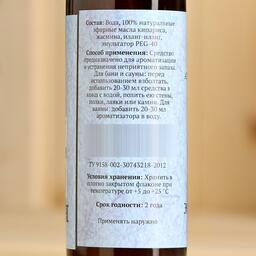 Состав: Вода, 100% натуральные
эфирные масла кипариса,
жасмина, иланг-иланг,
эмульгатор PEG-40
Способ применения: Средство
предназначено для ароматизации
и устранения неприятного запаха.
Для бани и сауны: перед
использованием взболтать,
добавить 20-30 мл средства в
ковш с водой, полить ею стены,
полки, лавки или камни. Для
ванны: добавить 20-30 мл
ароматизатора в воду.
ТУ 9158-002-30743218-2012
Условия хранения: Хранить в
плотно закрытом флаконе при
температуре от +5 до +25 °С
Срок годности: 2 года
Применять наружно